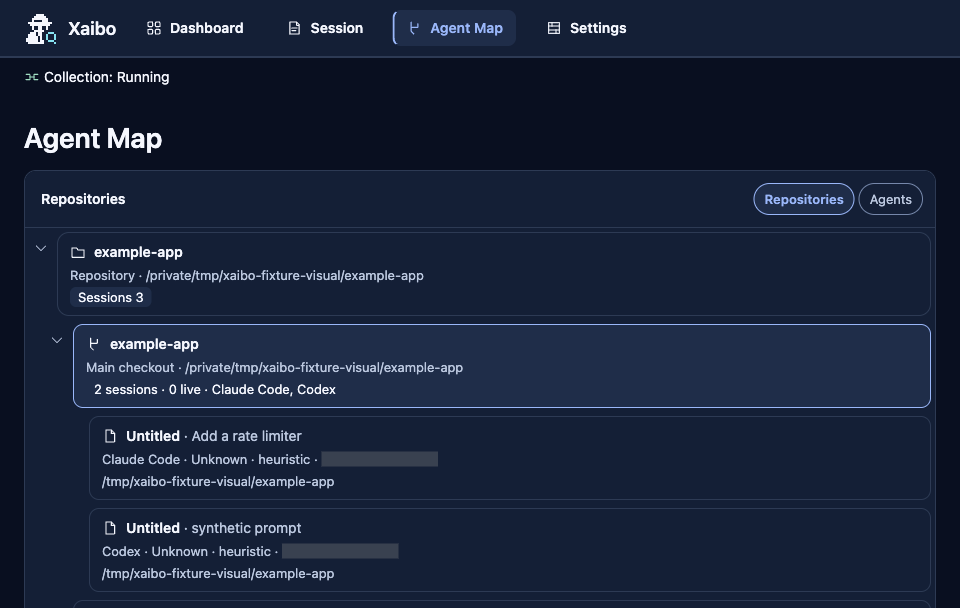 Xaibo
Dashboard
Session
Agent Map
Settings
Collection: Running
Agent Map
Repositories
Repositories
Agents
example-app
Repository · /private/tmp/xaibo-fixture-visual/example-app
Sessions 3
example-app
Main checkout · /private/tmp/xaibo-fixture-visual/example-app
2 sessions · 0 live · Claude Code, Codex
Untitled · Add a rate limiter
Claude Code · Unknown · heuristic ·
/tmp/xaibo-fixture-visual/example-app
Untitled · synthetic prompt
Codex · Unknown · heuristic ·
/tmp/xaibo-fixture-visual/example-app